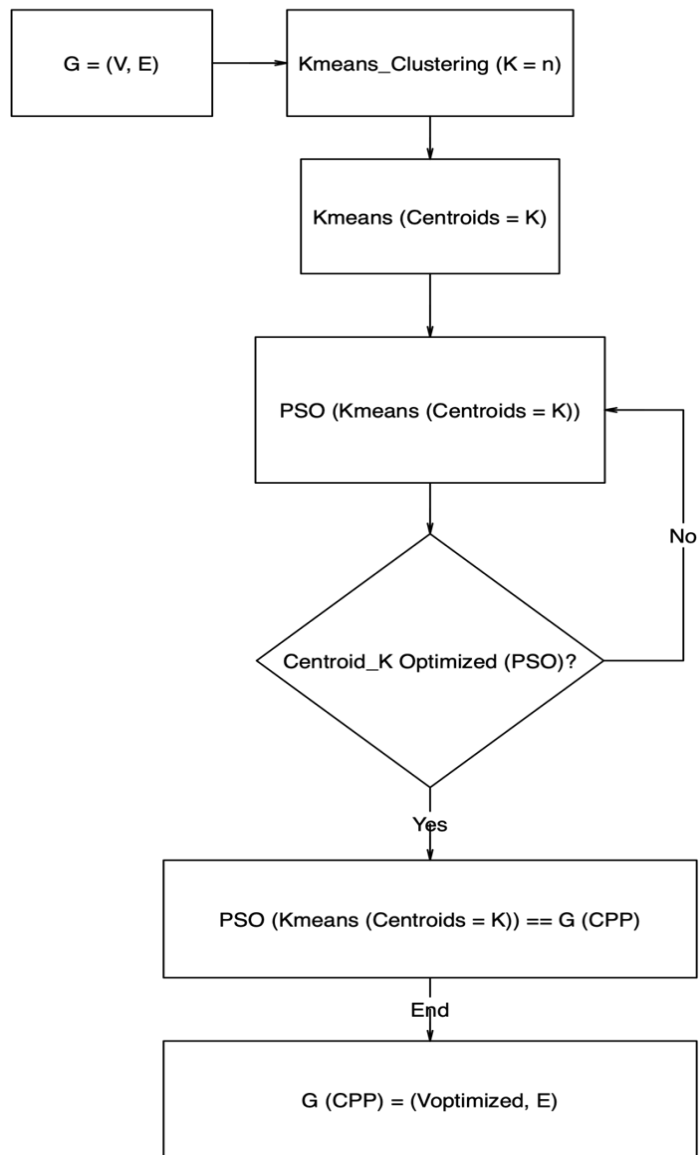 G = (V, E)
Kmeans_Clustering (K = n)
Kmeans (Centroids = K)
PSO (Kmeans (Centroids = K))
No
Centroid_K Optimized (PSO)?
Yes
PSO (Kmeans (Centroids = K)) == G (CPP)
End
G (CPP) = (Voptimized, E)